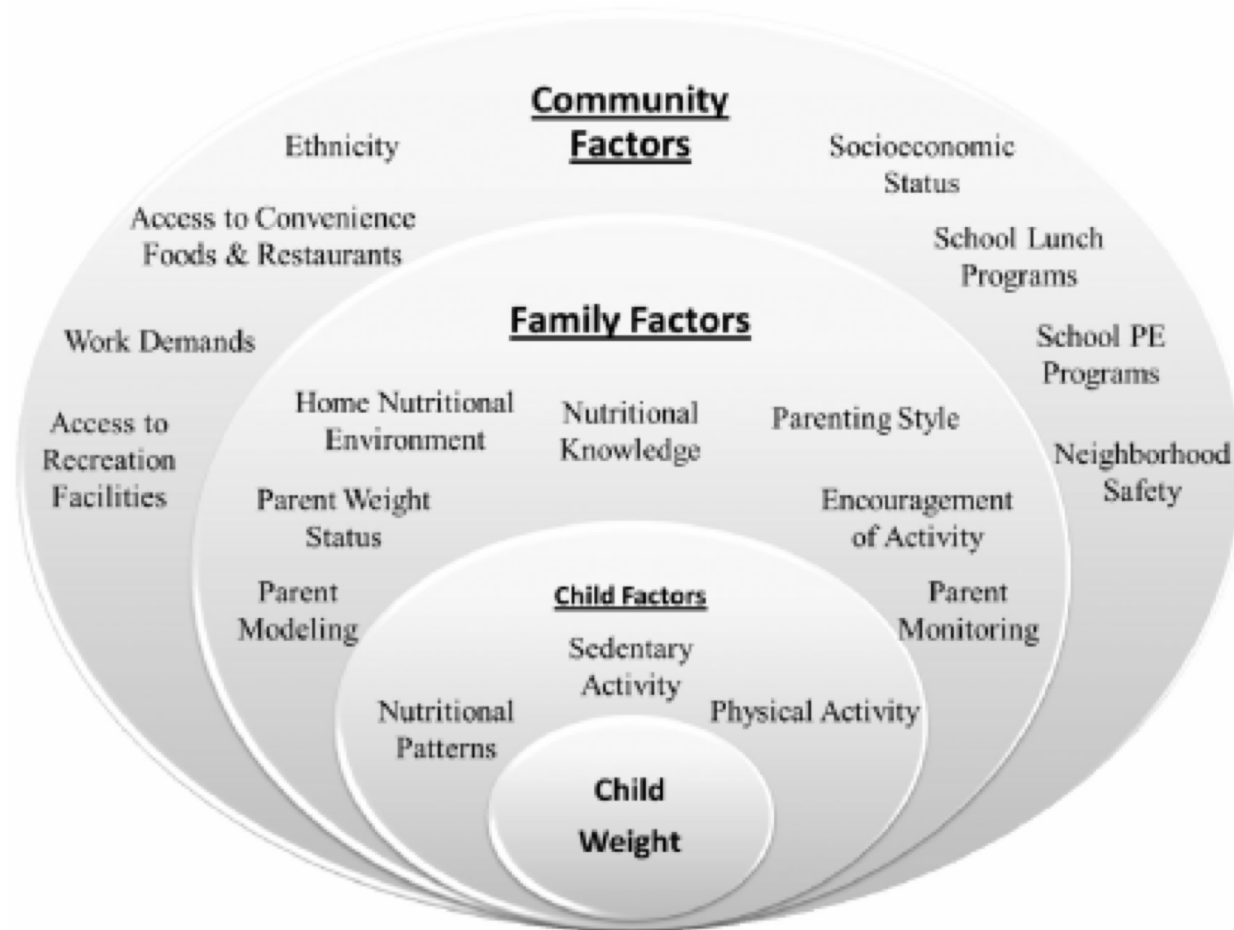 Community
Factors
Ethnicity
Socioeconomic
Status
Access to Convenience
Foods & Restaurants
School Lunch
Programs
Work Demands
School PE
Programs
Access to
Recreation
Facilities
Neighborhood
Safety
Family Factors
Home Nutritional
Environment
Nutritional
Knowledge
Parenting Style
Parent Weight
Status
Encouragement
of Activity
Parent
Modeling
Parent
Monitoring
Child Factors
Sedentary
Activity
Nutritional
Patterns
Physical Activity
Child
Weight